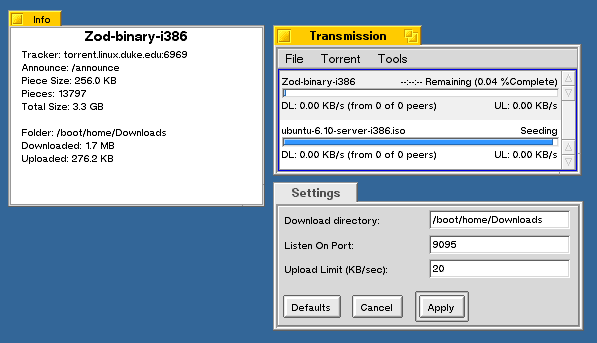 Info
Zod-binary-i386
Tracker: torrent.linux.duke.edu:6969
Announce: /announce
Piece Size: 256.0 KB
Pieces: 13797
Total Size: 3.3 GB
Folder: /boot/home/Downloads
Downloaded: 1.7 MB
Uploaded: 276.2 KB
Transmission
File Torrent Tools
Zod-binary-i386 --:--:-- Remaining (0.04 %Complete)
DL: 0.00 KB/s (from 0 of 0 peers) UL: 0.00 KB/s
ubuntu-6.10-server-i386.iso Seeding
DL: 0.00 KB/s (from 0 of 0 peers) UL: 0.00 KB/s
Settings
Download directory: /boot/home/Downloads
Listen On Port: 9095
Upload Limit (KB/sec): 20
Defaults Cancel Apply